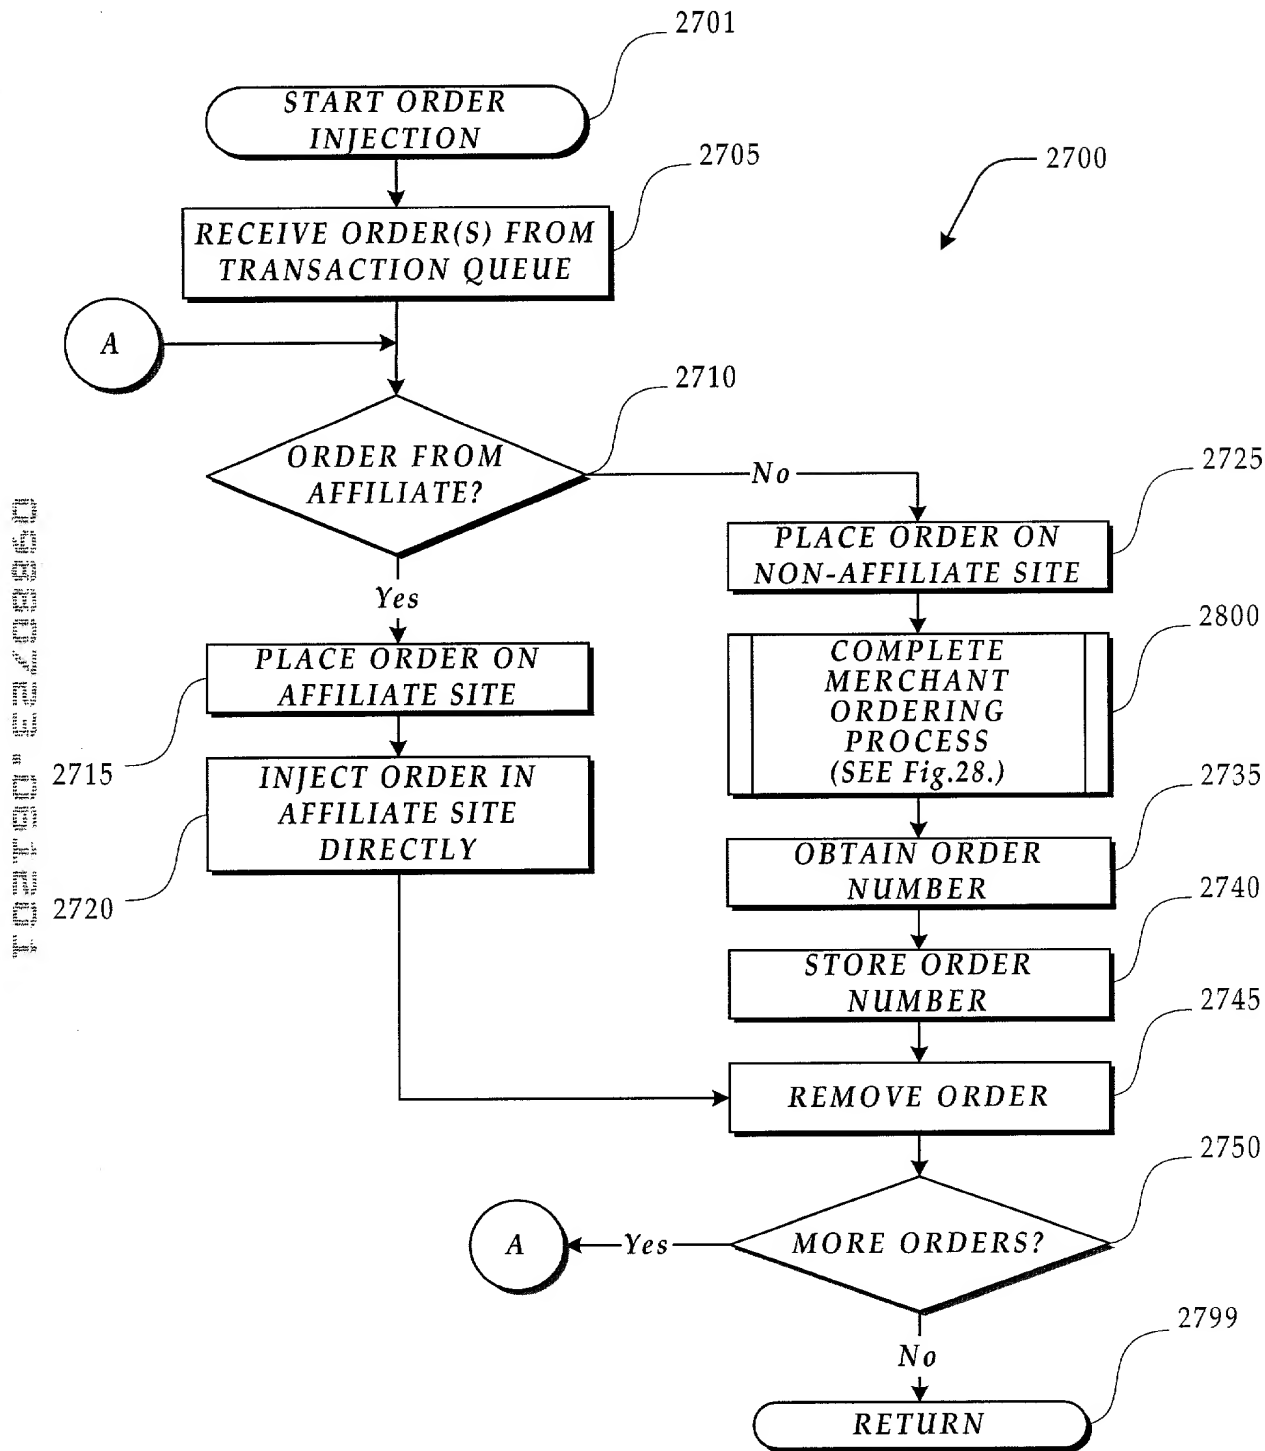 2701
START ORDER
INJECTION
2705
2700
RECEIVE ORDER(S) FROM
TRANSACTION QUEUE
A
2710
ORDER FROM
AFFILIATE?
No
2725
PLACE ORDER ON
NON-AFFILIATE SITE
Yes
2800
PLACE ORDER ON
AFFILIATE SITE
COMPLETE
MERCHANT
ORDERING
PROCESS
(SEE Fig.28.)
2715
INJECT ORDER IN
AFFILIATE SITE
DIRECTLY
2735
OBTAIN ORDER
NUMBER
2720
2740
STORE ORDER
NUMBER
2745
REMOVE ORDER
2750
MORE ORDERS?
Yes
A
No
2799
RETURN
09880723.061201